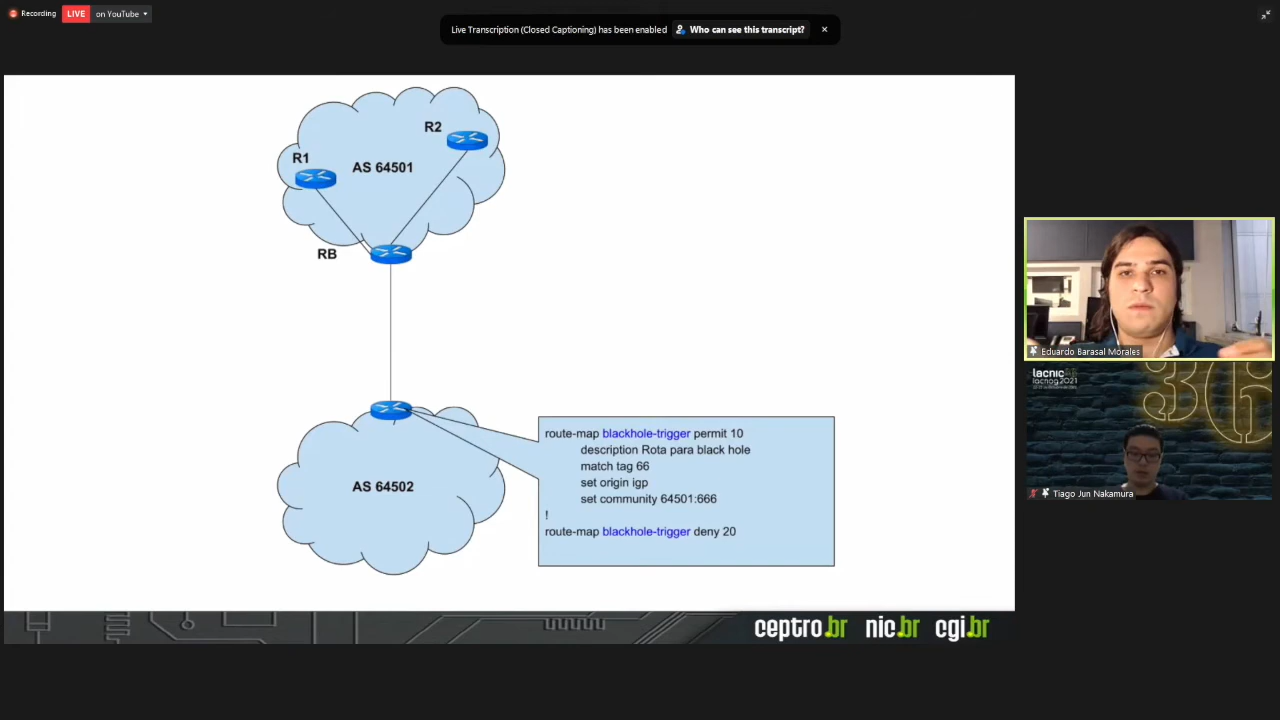 Recording
LIVE
on YouTube
Live Transcription (Closed Captioning) has been enabled
Who can see this transcript?
R2
R1
AS 64501
RB
AS 64502
route-map blackhole-trigger permit 10
description Rota para black hole
match tag 66
set origin igp
set community 64501:666
!
route-map blackhole-trigger deny 20
ceptro.br nic.br cgi.br
Eduardo Barasal Morales
lacnic
lacnog 2021
36
Tiago Jun Nakamura